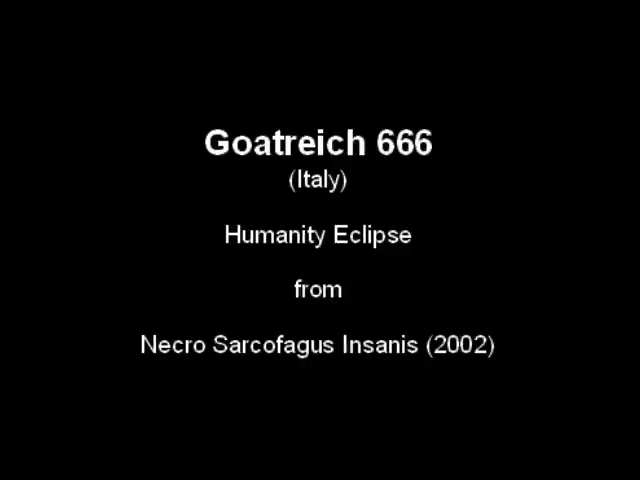 Goatreich 666
(Italy)
Humanity Eclipse
from
Necro Sarcofagus Insanis (2002)